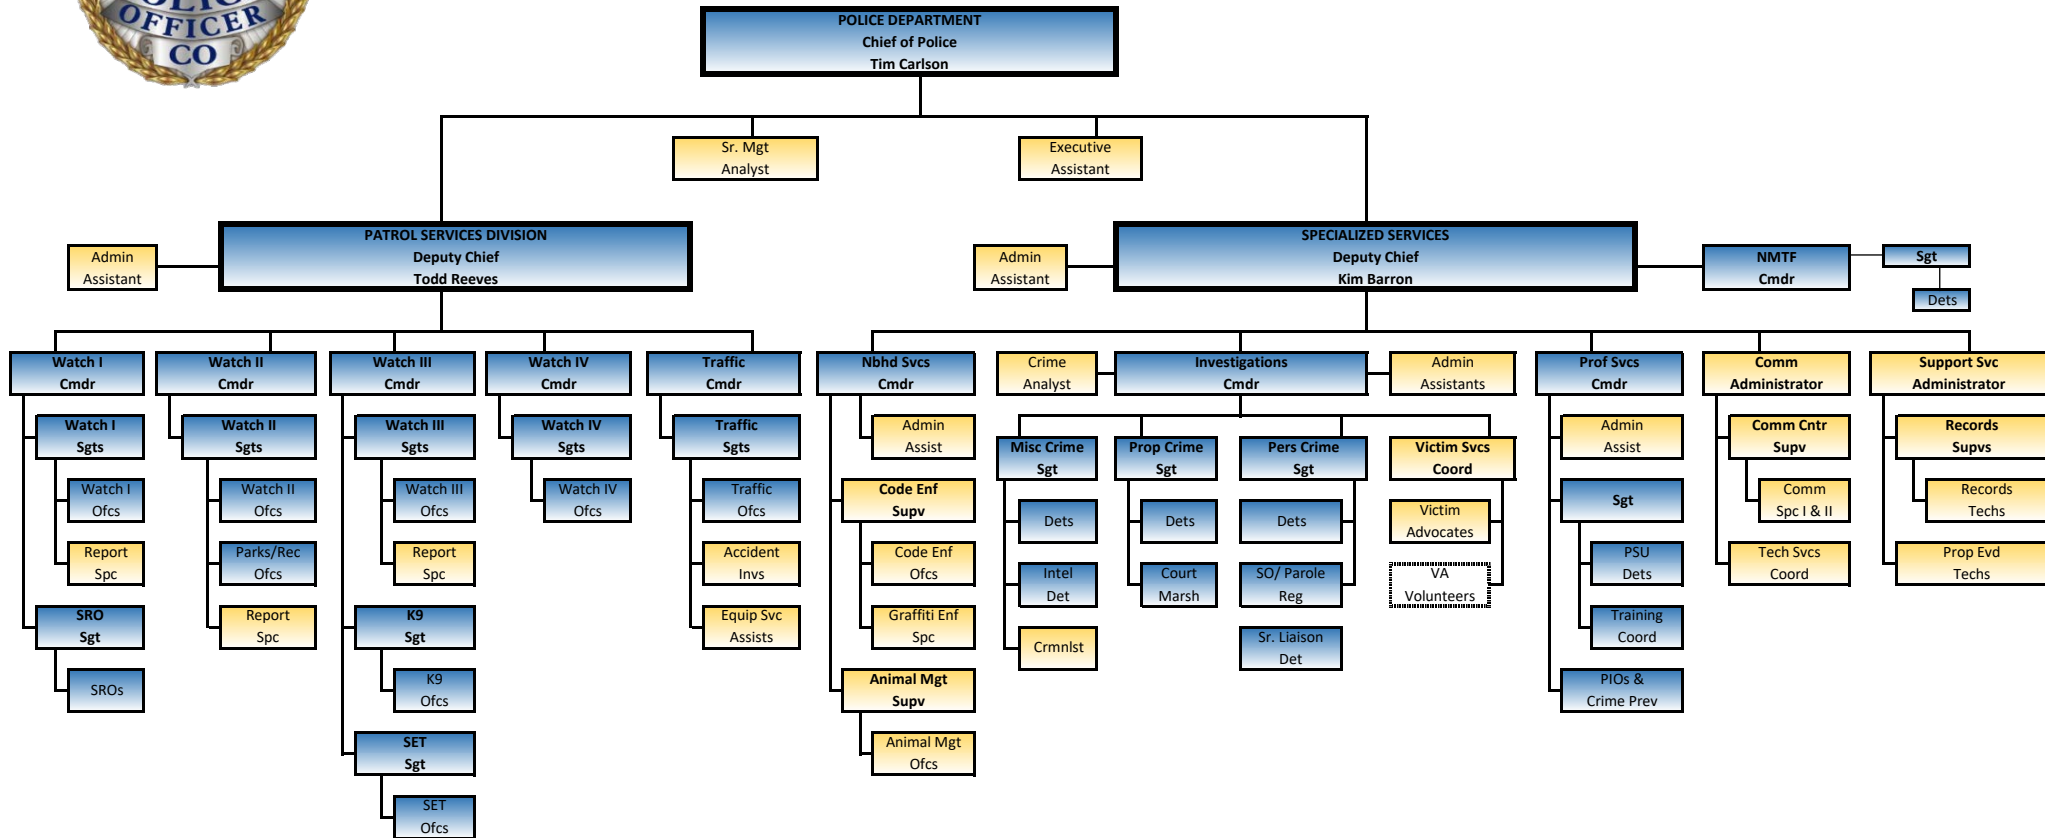 OFFICER
CO
POLICE DEPARTMENT
Chief of Police
Tim Carlson
Sr. Mgt
Analyst
Executive
Assistant
Admin
Assistant
PATROL SERVICES DIVISION
Deputy Chief
Todd Reeves
Admin
Assistant
SPECIALIZED SERVICES
Deputy Chief
Kim Barron
NMTF
Cmdr
Sgt
Dets
Watch I
Cmdr
Watch I
Sgts
Watch I
Ofcs
Report
Spc
SRO
Sgt
SROs
Watch II
Cmdr
Watch II
Sgts
Watch II
Ofcs
Parks/Rec
Ofcs
Report
Spc
Watch III
Cmdr
Watch III
Sgts
Watch III
Ofcs
Report
Spc
K9
Sgt
K9
Ofcs
SET
Sgt
SET
Ofcs
Watch IV
Cmdr
Watch IV
Sgts
Watch IV
Ofcs
Traffic
Cmdr
Traffic
Sgts
Traffic
Ofcs
Accident
Invs
Equip Svc
Assists
Nbhd Svcs
Cmdr
Admin
Assist
Code Enf
Supv
Code Enf
Ofcs
Graffiti Enf
Spc
Animal Mgt
Supv
Animal Mgt
Ofcs
Crime
Analyst
Investigations
Cmdr
Admin
Assistants
Misc Crime
Sgt
Dets
Intel
Det
Crmnlst
Prop Crime
Sgt
Dets
Court
Marsh
Pers Crime
Sgt
Dets
SO/ Parole
Reg
Sr. Liaison
Det
Victim Svcs
Coord
Victim
Advocates
VA
Volunteers
Prof Svcs
Cmdr
Admin
Assist
Sgt
PSU
Dets
Training
Coord
PIOs &
Crime Prev
Comm
Administrator
Comm Cntr
Supv
Comm
Spc I & II
Tech Svcs
Coord
Support Svc
Administrator
Records
Supvs
Records
Techs
Prop Evd
Techs